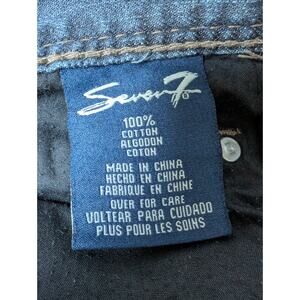 Seven7
100%
COTTON
ALGODON
COTON
MADE IN CHINA
HECHO EN CHINA
FABRIQUE EN CHINE
OVER FOR CARE
VOLTEAR PARA CUIDADO
PLUS POUR LES SOINS